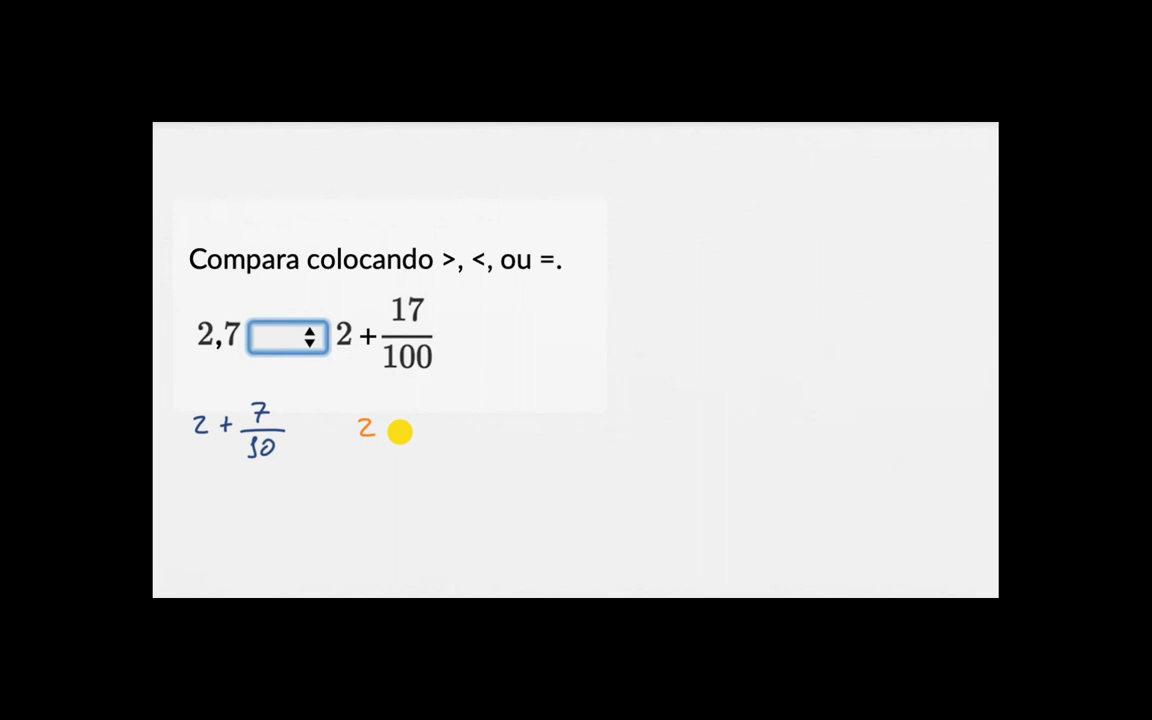 Compara colocando >, <, ou =.
2,7 2 + 17/100
2 + 7/10 2